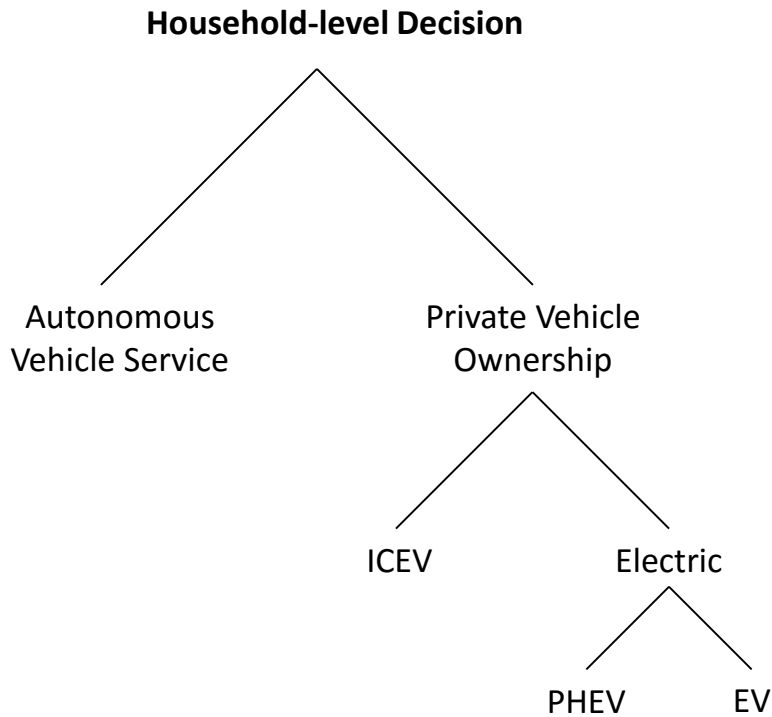 Household-level Decision
Autonomous
Vehicle Service
Private Vehicle
Ownership
ICEV
Electric
PHEV
EV